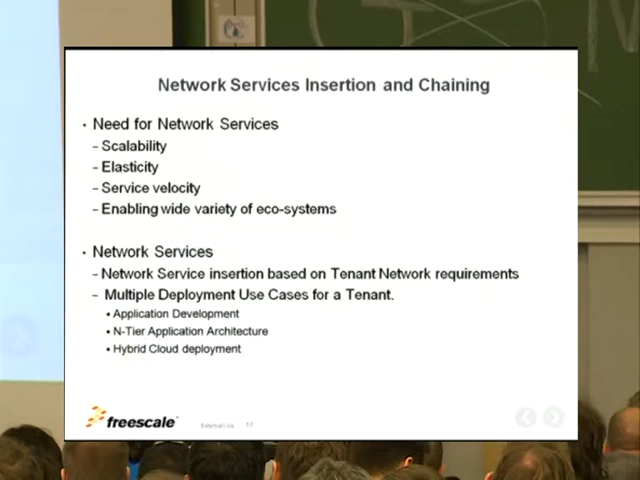 Network Services Insertion and Chaining
• Need for Network Services
– Scalability
– Elasticity
– Service velocity
– Enabling wide variety of eco-systems
• Network Services
– Network Service insertion based on Tenant Network requirements
– Multiple Deployment Use Cases for a Tenant.
• Application Development
• N-Tier Application Architecture
• Hybrid Cloud deployment
freescale
External Use 17